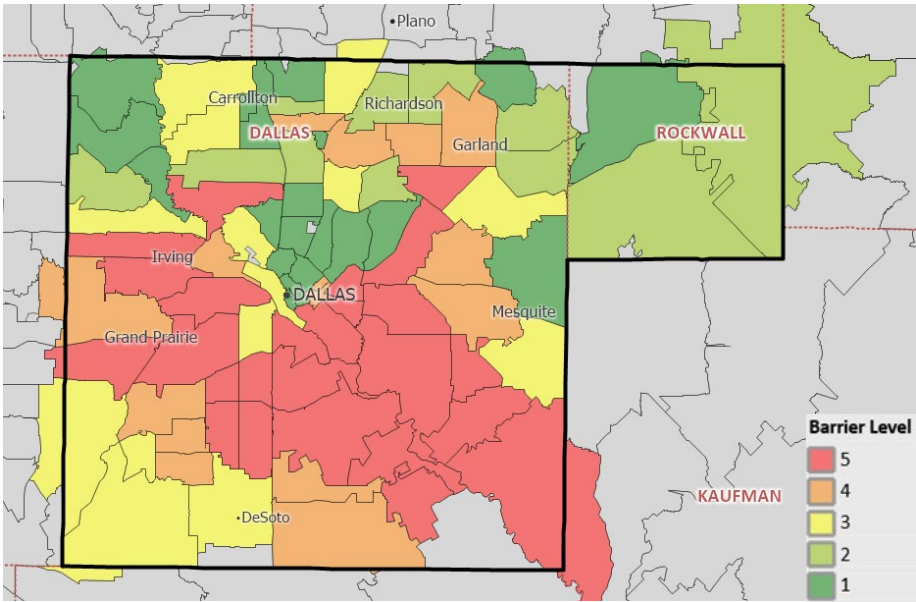 Plano
Carrollton
Richardson
DALLAS
ROCKWALL
Garland
Irving
DALLAS
Mesquite
Grand Prairie
Barrier Level
5
4
KAUFMAN
3
DeSoto
2
1